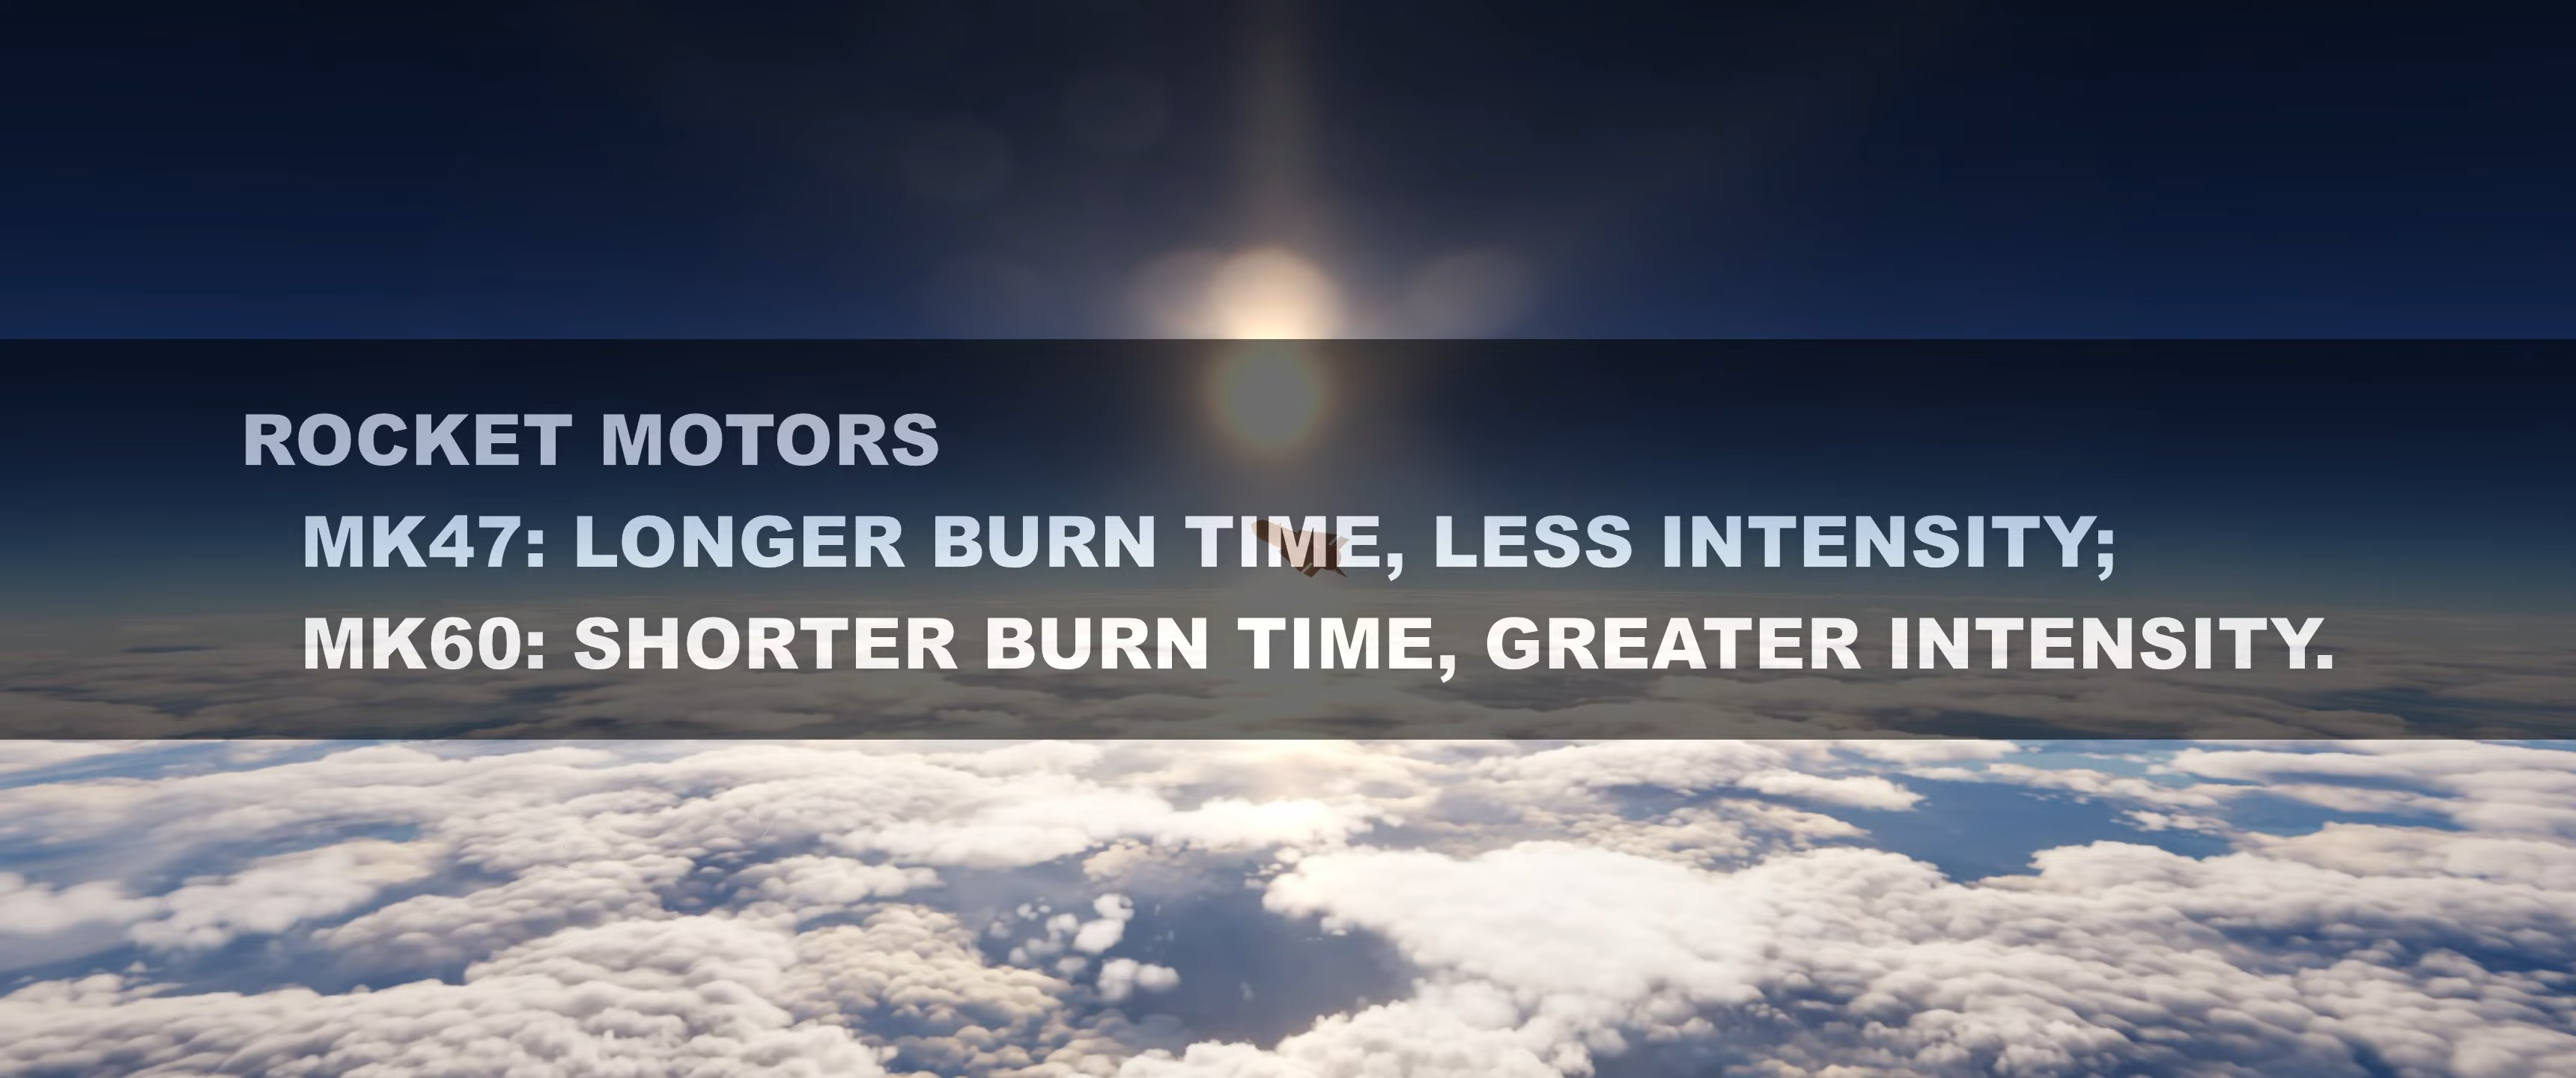 ROCKET MOTORS
MK47: LONGER BURN TIME, LESS INTENSITY;
MK60: SHORTER BURN TIME, GREATER INTENSITY.